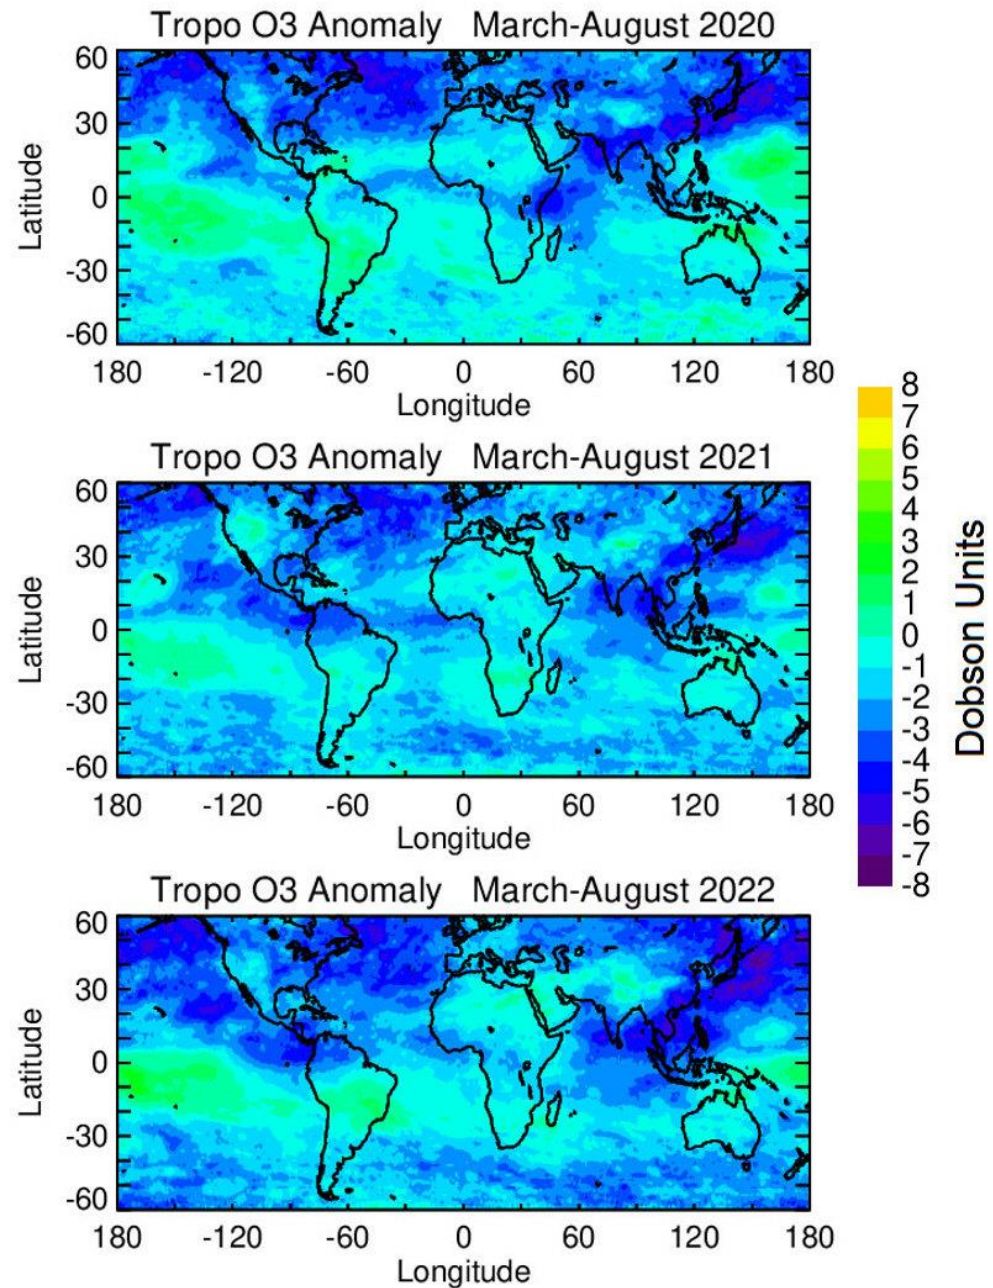 Tropo O3 Anomaly March-August 2020
60
30
0
-30
-60
Latitude
180 -120 -60 0 60 120 180
Longitude
Tropo O3 Anomaly March-August 2021
60
30
0
-30
-60
Latitude
180 -120 -60 0 60 120 180
Longitude
Tropo O3 Anomaly March-August 2022
60
30
0
-30
-60
Latitude
180 -120 -60 0 60 120 180
Longitude
8
7
6
5
4
3
2
1
0
-1
-2
-3
-4
-5
-6
-7
-8
Dobson Units